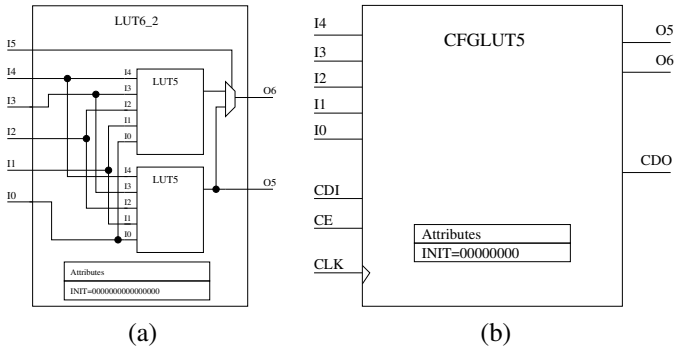 LUT6_2
I5
I4
I3
I2
I1
I0
I4
I3
I2
I1
I0
LUT5
I4
I3
I2
I1
I0
LUT5
O6
O5
Attributes
INIT=0000000000000000
(a)
CFGLUT5
I4
I3
I2
I1
I0
CDI
CE
CLK
O5
O6
CDO
Attributes
INIT=00000000
(b)